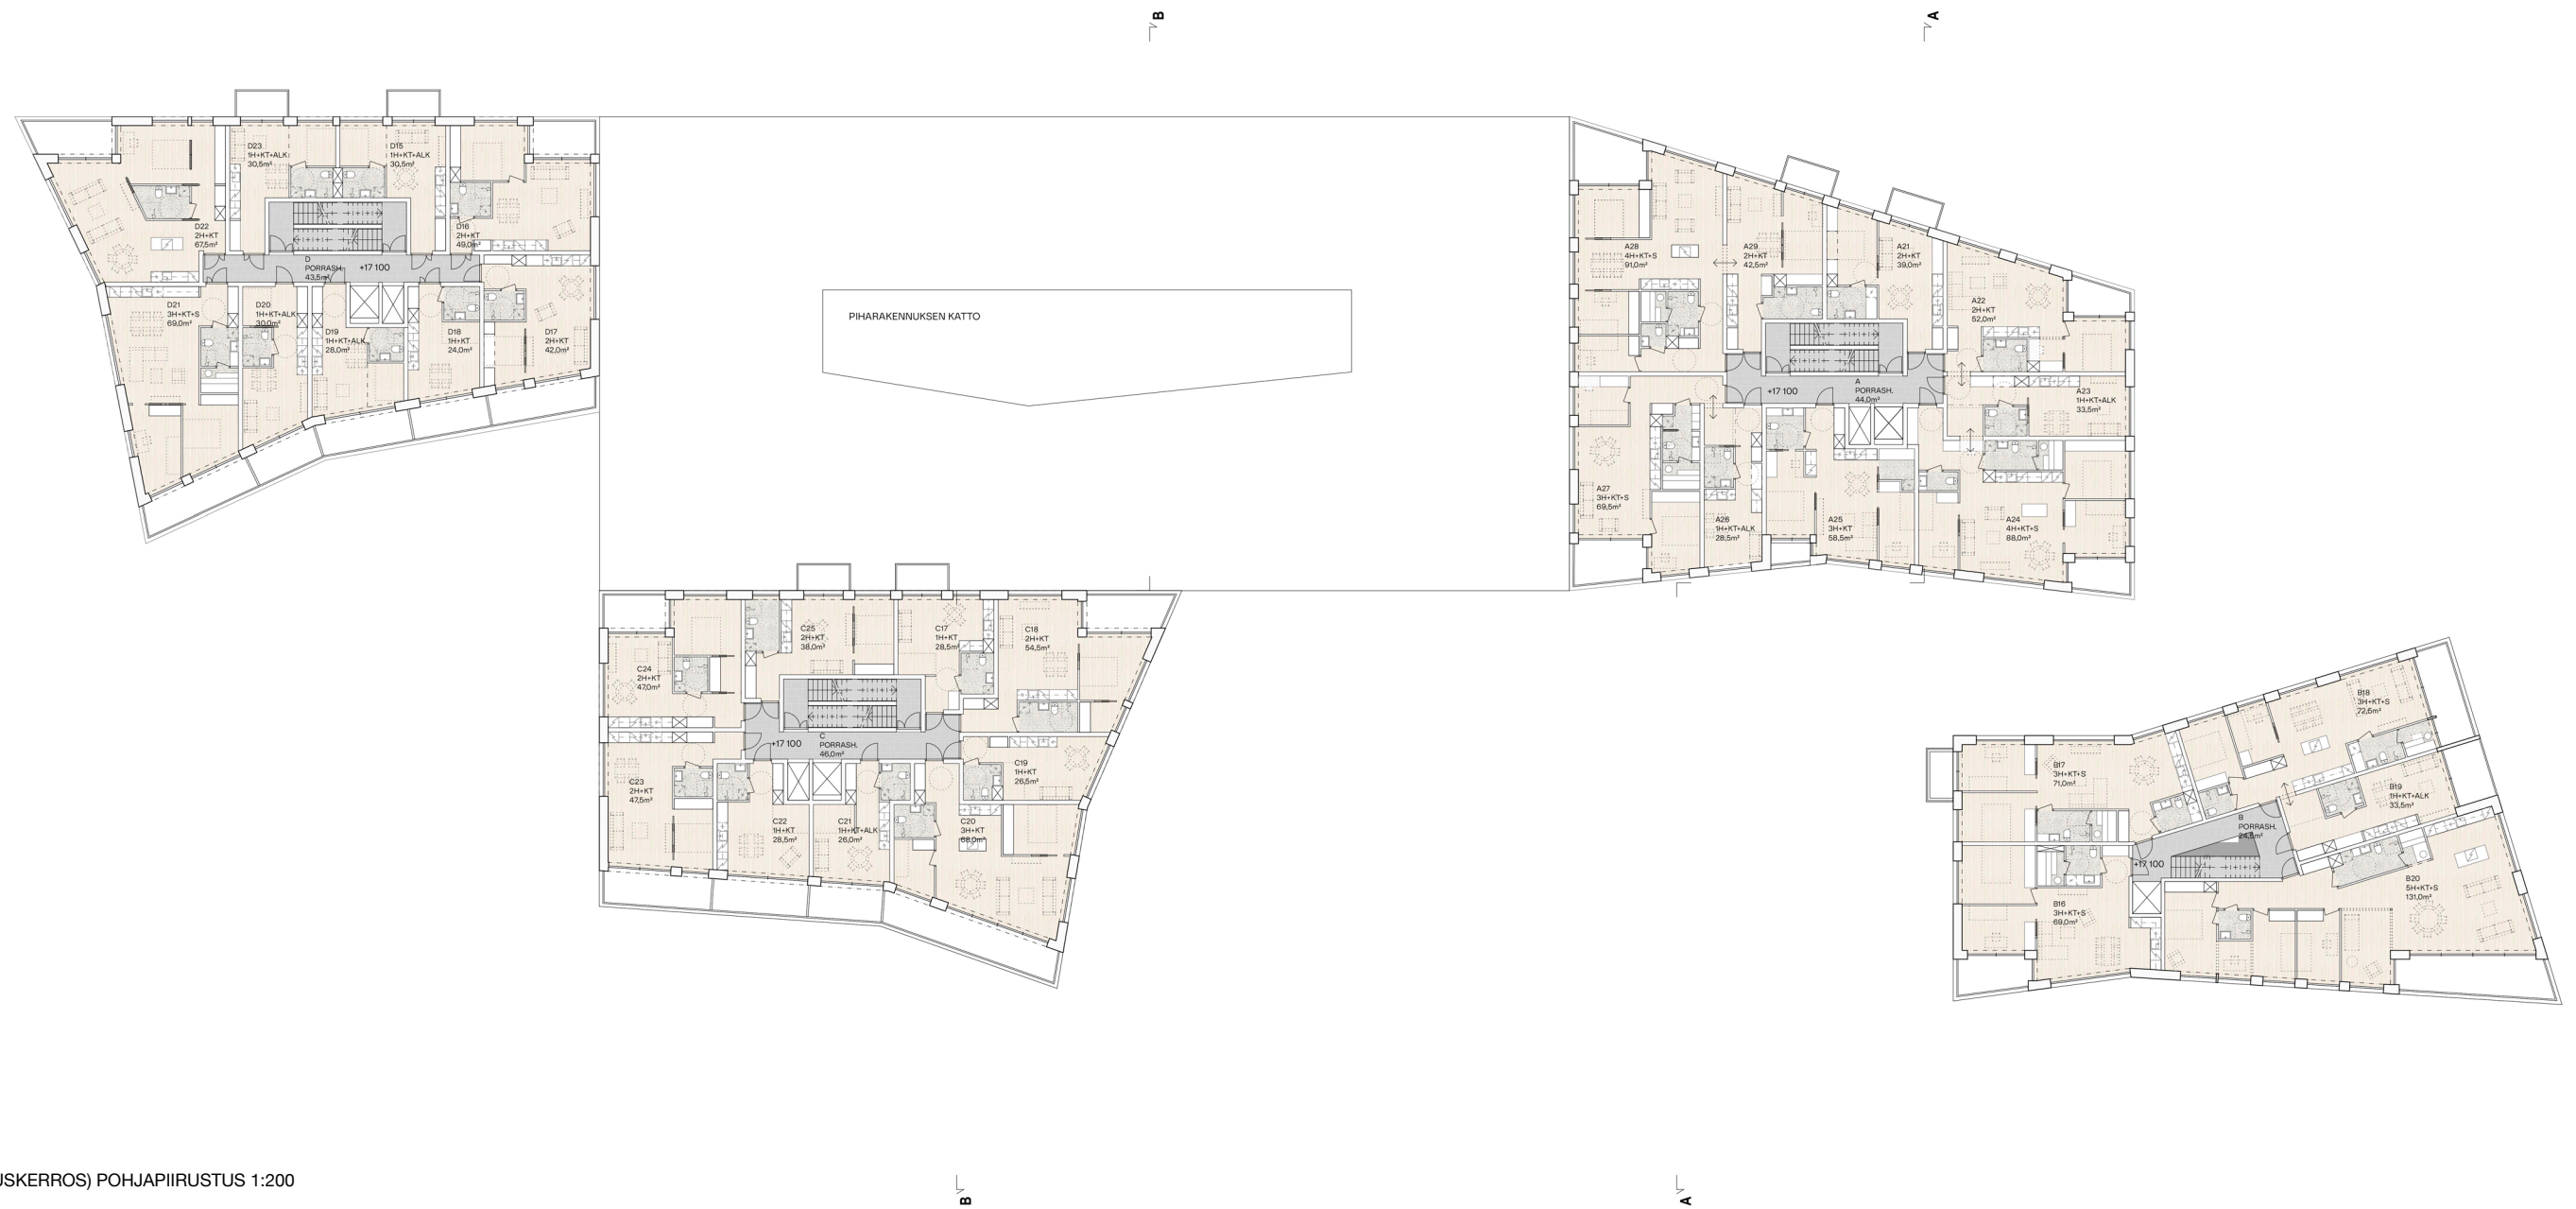 B
A
D23
1H+KT+ALK
30,5m²
D15
1H+KT+ALK
30,5m²
D22
2H+KT
67,5m²
D16
2H+KT
49,0m²
D
PORRASH.
43,5m²
+17 100
D21
3H+KT+S
69,0m²
D20
1H+KT+ALK
30,0m²
D19
1H+KT+ALK
28,0m²
D18
1H+KT
24,0m²
D17
2H+KT
42,0m²
PIHARAKENNUKSEN KATTO
A28
4H+KT+S
91,0m²
A29
2H+KT
42,5m²
A21
2H+KT
39,0m²
A22
2H+KT
52,0m²
+17 100
A
PORRASH.
44,0m²
A23
1H+KT+ALK
33,5m²
A27
3H+KT+S
69,5m²
A26
1H+KT+ALK
28,5m²
A25
3H+KT
58,5m²
A24
4H+KT+S
88,0m²
C24
2H+KT
47,0m²
C25
2H+KT
38,0m²
C17
1H+KT
28,5m²
C18
2H+KT
54,5m²
+17 100
C
PORRASH.
46,0m²
C23
2H+KT
47,5m²
C22
1H+KT
28,5m²
C21
1H+KT+ALK
26,0m²
C20
3H+KT
68,0m²
C19
1H+KT
26,5m²
B18
3H+KT+S
72,5m²
B17
3H+KT+S
71,0m²
B19
1H+KT+ALK
33,5m²
B
PORRASH.
24,5m²
+17 100
B16
3H+KT+S
69,0m²
B20
5H+KT+S
131,0m²
USKERROS) POHJAPIIRUSTUS 1:200
B
A